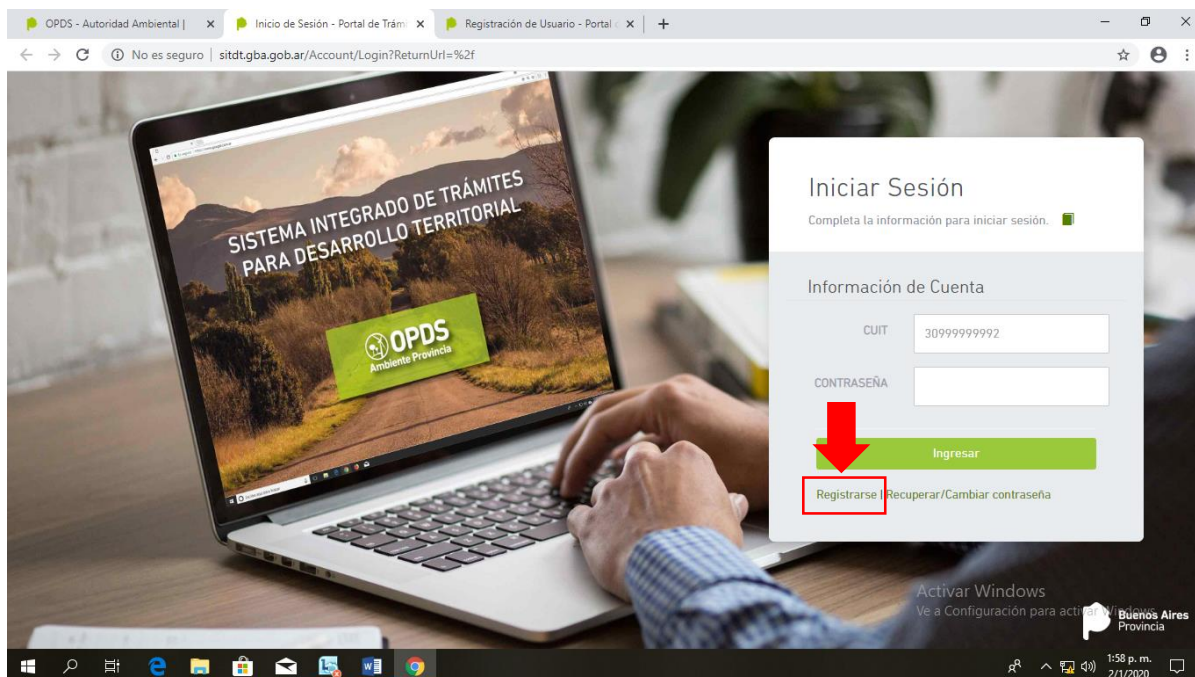 OPDS - Autoridad Ambiental |
Inicio de Sesión - Portal de Trám
Registración de Usuario - Portal
No es seguro | sitdt.gba.gob.ar/Account/Login?ReturnUrl=%2f
SISTEMA INTEGRADO DE TRÁMITES
PARA DESARROLLO TERRITORIAL
OPDS
Ambiente Provincia
Iniciar Sesión
Completa la información para iniciar sesión.
Información de Cuenta
CUIT
30999999992
CONTRASEÑA
Ingresar
Registrarse | Recuperar/Cambiar contraseña
Activar Windows
Ve a Configuración para activar Windows.
Buenos Aires
Provincia
1:58 p. m.
2/1/2020